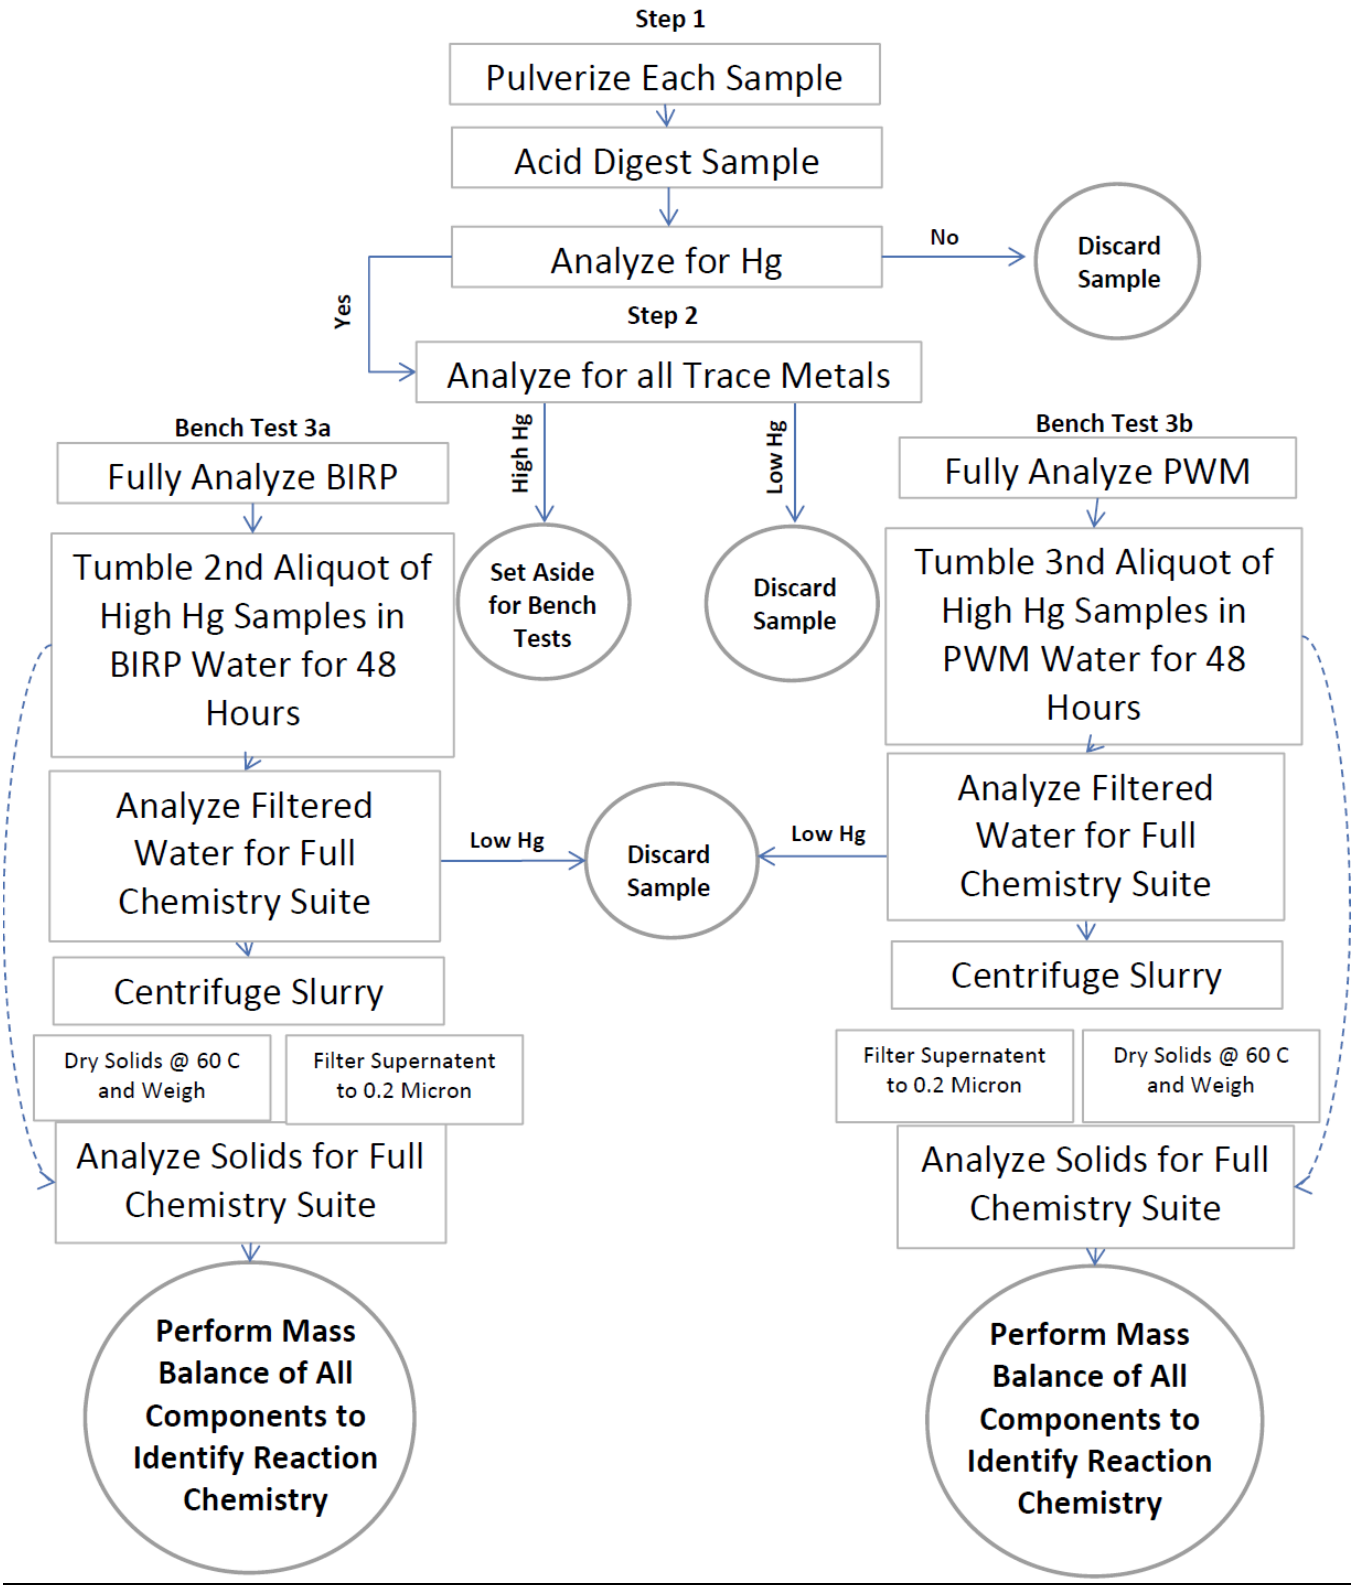 Step 1
Pulverize Each Sample
Acid Digest Sample
Analyze for Hg
No
Discard
Sample
Yes
Step 2
Analyze for all Trace Metals
High Hg
Low Hg
Set Aside
for Bench
Tests
Discard
Sample
Bench Test 3a
Fully Analyze BIRP
Tumble 2nd Aliquot of
High Hg Samples in
BIRP Water for 48
Hours
Analyze Filtered
Water for Full
Chemistry Suite
Low Hg
Discard
Sample
Centrifuge Slurry
Dry Solids @ 60 C
and Weigh
Filter Supernatent
to 0.2 Micron
Analyze Solids for Full
Chemistry Suite
Perform Mass
Balance of All
Components to
Identify Reaction
Chemistry
Bench Test 3b
Fully Analyze PWM
Tumble 3nd Aliquot of
High Hg Samples in
PWM Water for 48
Hours
Analyze Filtered
Water for Full
Chemistry Suite
Low Hg
Centrifuge Slurry
Filter Supernatent
to 0.2 Micron
Dry Solids @ 60 C
and Weigh
Analyze Solids for Full
Chemistry Suite
Perform Mass
Balance of All
Components to
Identify Reaction
Chemistry